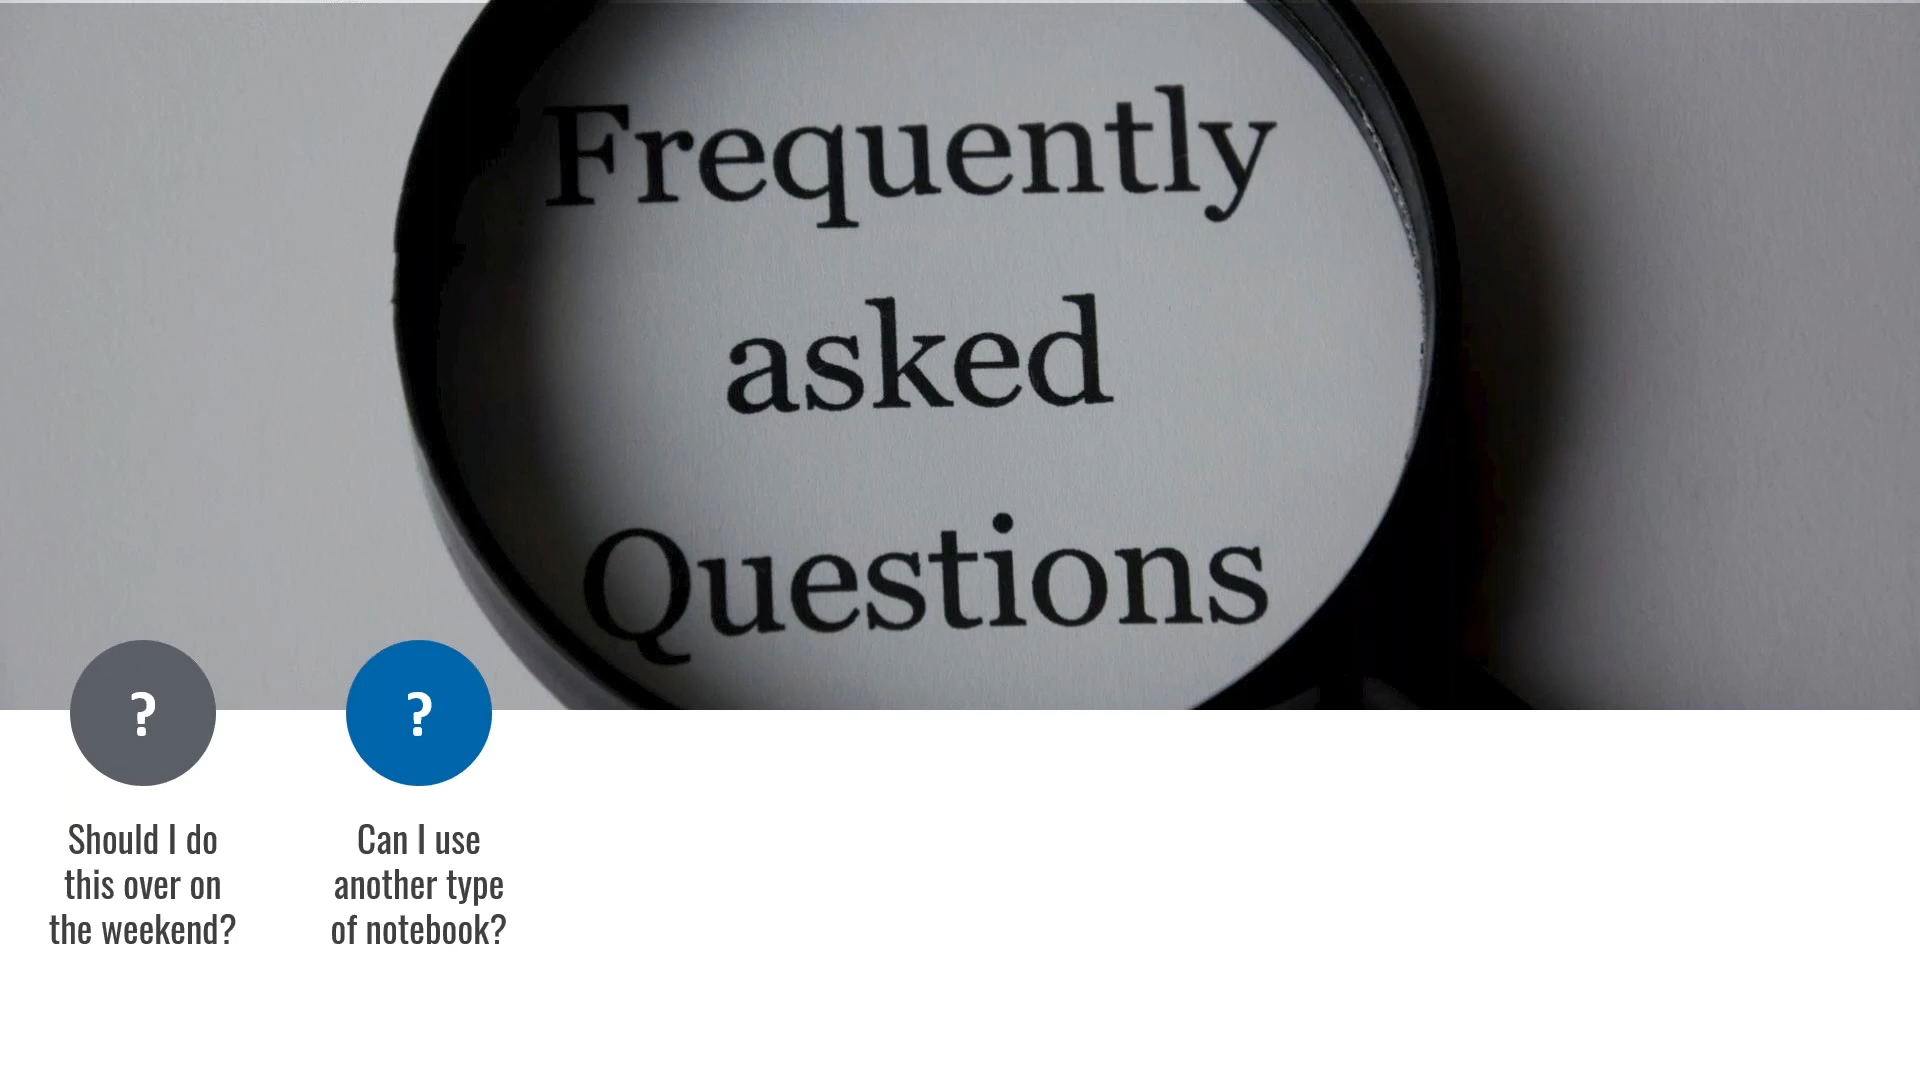 Frequently
asked
Questions
?
Should I do
this over on
the weekend?
?
Can I use
another type
of notebook?